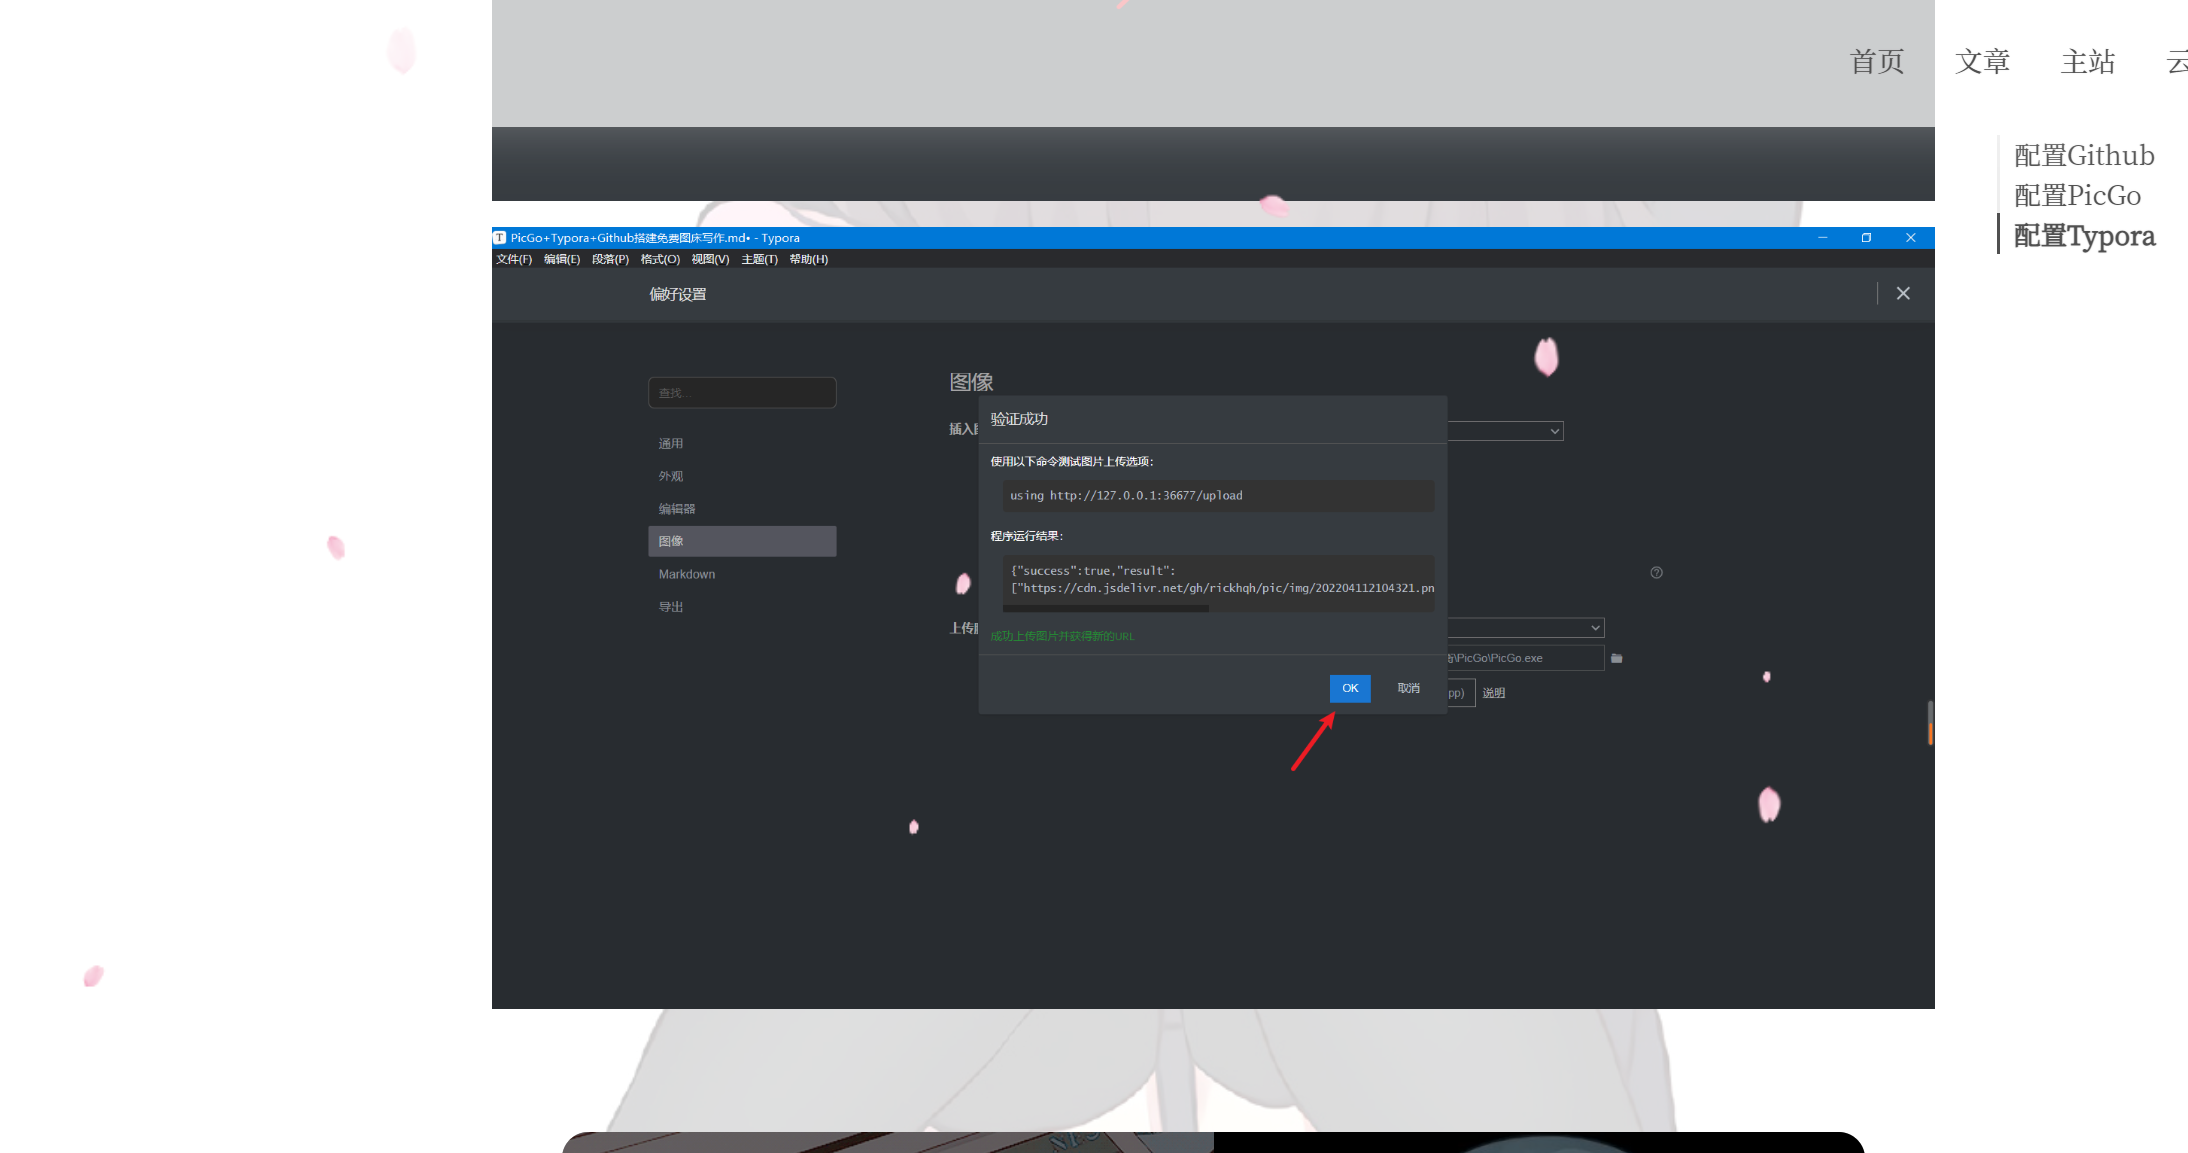 首页 文章 主站 云
配置Github
配置PicGo
配置Typora
PicGo+Typora+Github搭建免费图床写作.md• - Typora
文件(F) 编辑(E) 段落(P) 格式(O) 视图(V) 主题(T) 帮助(H)
偏好设置
查找...
通用
外观
编辑器
图像
Markdown
导出
图像
插入
上传
验证成功
使用以下命令测试图片上传选项：
using http://127.0.0.1:36677/upload
程序运行结果：
{"success":true,"result":
["https://cdn.jsdelivr.net/gh/rickhqh/pic/img/202204112104321.pn
成功上传图片并获得新的URL
OK 取消
\PicGo\PicGo.exe
pp) 说明